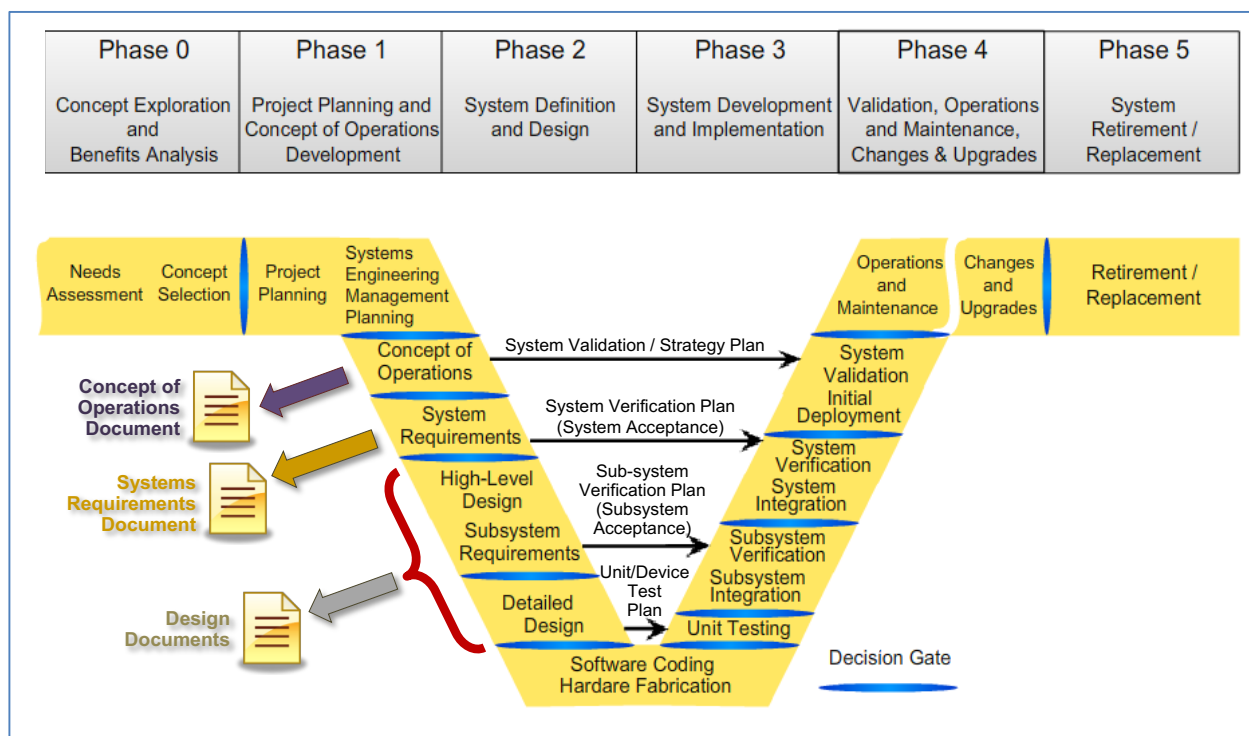 Phase 0
Concept Exploration
and
Benefits Analysis
Phase 1
Project Planning and
Concept of Operations
Development
Phase 2
System Definition
and Design
Phase 3
System Development
and Implementation
Phase 4
Validation, Operations
and Maintenance,
Changes & Upgrades
Phase 5
System
Retirement /
Replacement
Needs
Assessment
Concept
Selection
Project
Planning
Systems
Engineering
Management
Planning
Operations
and
Maintenance
Changes
and
Upgrades
Retirement /
Replacement
Concept of
Operations
System Validation / Strategy Plan
System
Validation
Initial
Deployment
Concept of
Operations
Document
System
Requirements
System Verification Plan
(System Acceptance)
System
Verification
System
Integration
Systems
Requirements
Document
High-Level
Design
Subsystem
Requirements
Sub-system
Verification Plan
(Subsystem
Acceptance)
Subsystem
Verification
Subsystem
Integration
Design
Documents
Detailed
Design
Unit/Device
Test
Plan
Unit Testing
Software Coding
Hardare Fabrication
Decision Gate